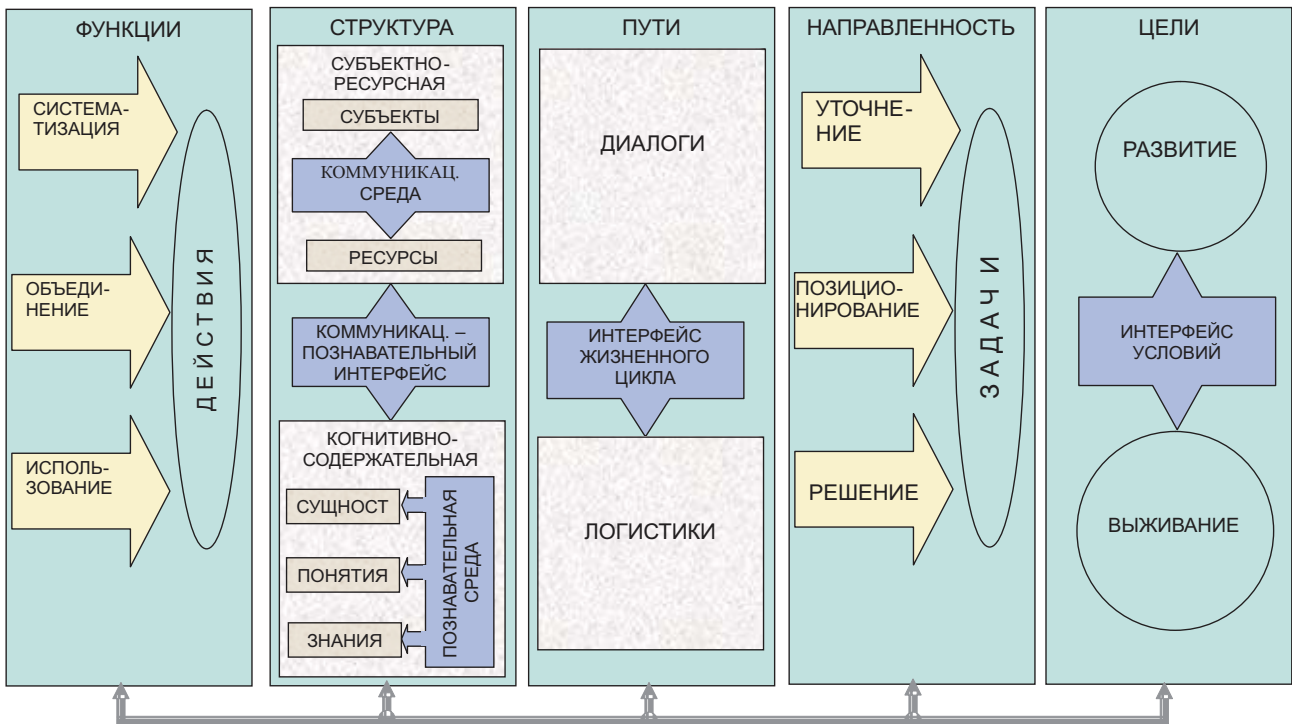 ФУНКЦИИ
СИСТЕМА-
ТИЗАЦИЯ
ОБЪЕДИ-
НЕНИЕ
ИСПОЛЬ-
ЗОВАНИЕ
ДЕЙСТВИЯ
СТРУКТУРА
СУБЪЕКТНО-
РЕСУРСНАЯ
СУБЪЕКТЫ
КОММУНИКАЦ.
СРЕДА
РЕСУРСЫ
КОММУНИКАЦ. –
ПОЗНАВАТЕЛЬНЫЙ
ИНТЕРФЕЙС
КОГНИТИВНО-
СОДЕРЖАТЕЛЬНАЯ
СУЩНОСТ
ПОНЯТИЯ
ЗНАНИЯ
ПОЗНАВАТЕЛЬНАЯ
СРЕДА
ПУТИ
ДИАЛОГИ
ИНТЕРФЕЙС
ЖИЗНЕННОГО
ЦИКЛА
ЛОГИСТИКИ
НАПРАВЛЕННОСТЬ
УТОЧНЕ-
НИЕ
ПОЗИЦИО-
НИРОВАНИЕ
РЕШЕНИЕ
ЗАДАЧ И
ЦЕЛИ
РАЗВИТИЕ
ИНТЕРФЕЙС
УСЛОВИЙ
ВЫЖИВАНИЕ